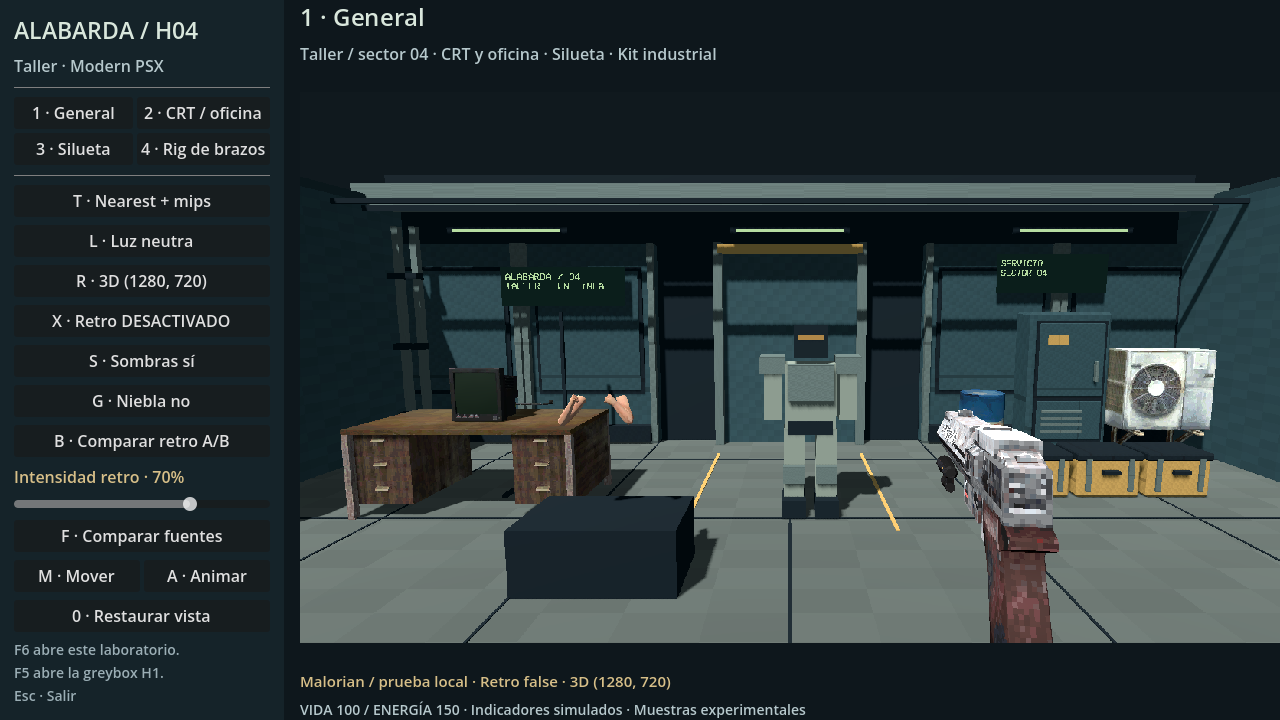 ALABARDA / H04
Taller · Modern PSX
1 · General
2 · CRT / oficina
3 · Silueta
4 · Rig de brazos
T · Nearest + mips
L · Luz neutra
R · 3D (1280, 720)
X · Retro DESACTIVADO
S · Sombras sí
G · Niebla no
B · Comparar retro A/B
Intensidad retro · 70%
F · Comparar fuentes
M · Mover
A · Animar
0 · Restaurar vista
F6 abre este laboratorio.
F5 abre la greybox H1.
Esc · Salir
1 · General
Taller / sector 04 · CRT y oficina · Silueta · Kit industrial
ALABARDA / 04
SERVICIO
SECTOR 04
Malorian / prueba local · Retro false · 3D (1280, 720)
VIDA 100 / ENERGÍA 150 · Indicadores simulados · Muestras experimentales